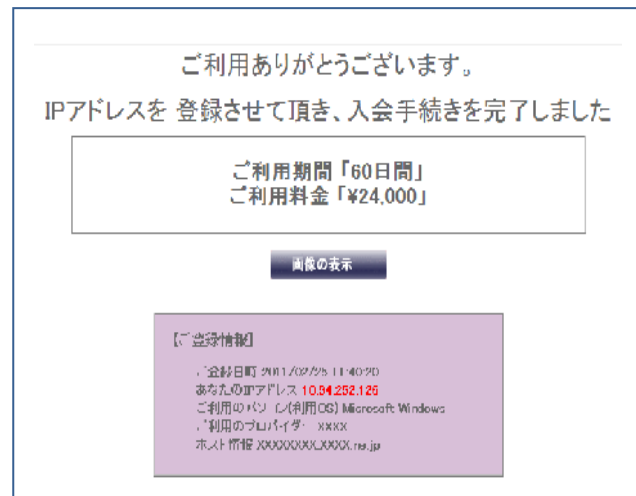 ご利用ありがとうございます。
IPアドレスを 登録させて頂き、入会手続きを完了しました
ご利用期間「60日間」
ご利用料金「¥24,000」
画像の表示
【ご登録情報】
ご登録日時 2011/02/25 11:40:20
あなたのIPアドレス 10.94.252.126
ご利用のパソコン(利用OS) Microsoft Windows
ご利用のプロバイダー XXXX
ホスト情報 XXXXXXXX.XXXX.ne.jp